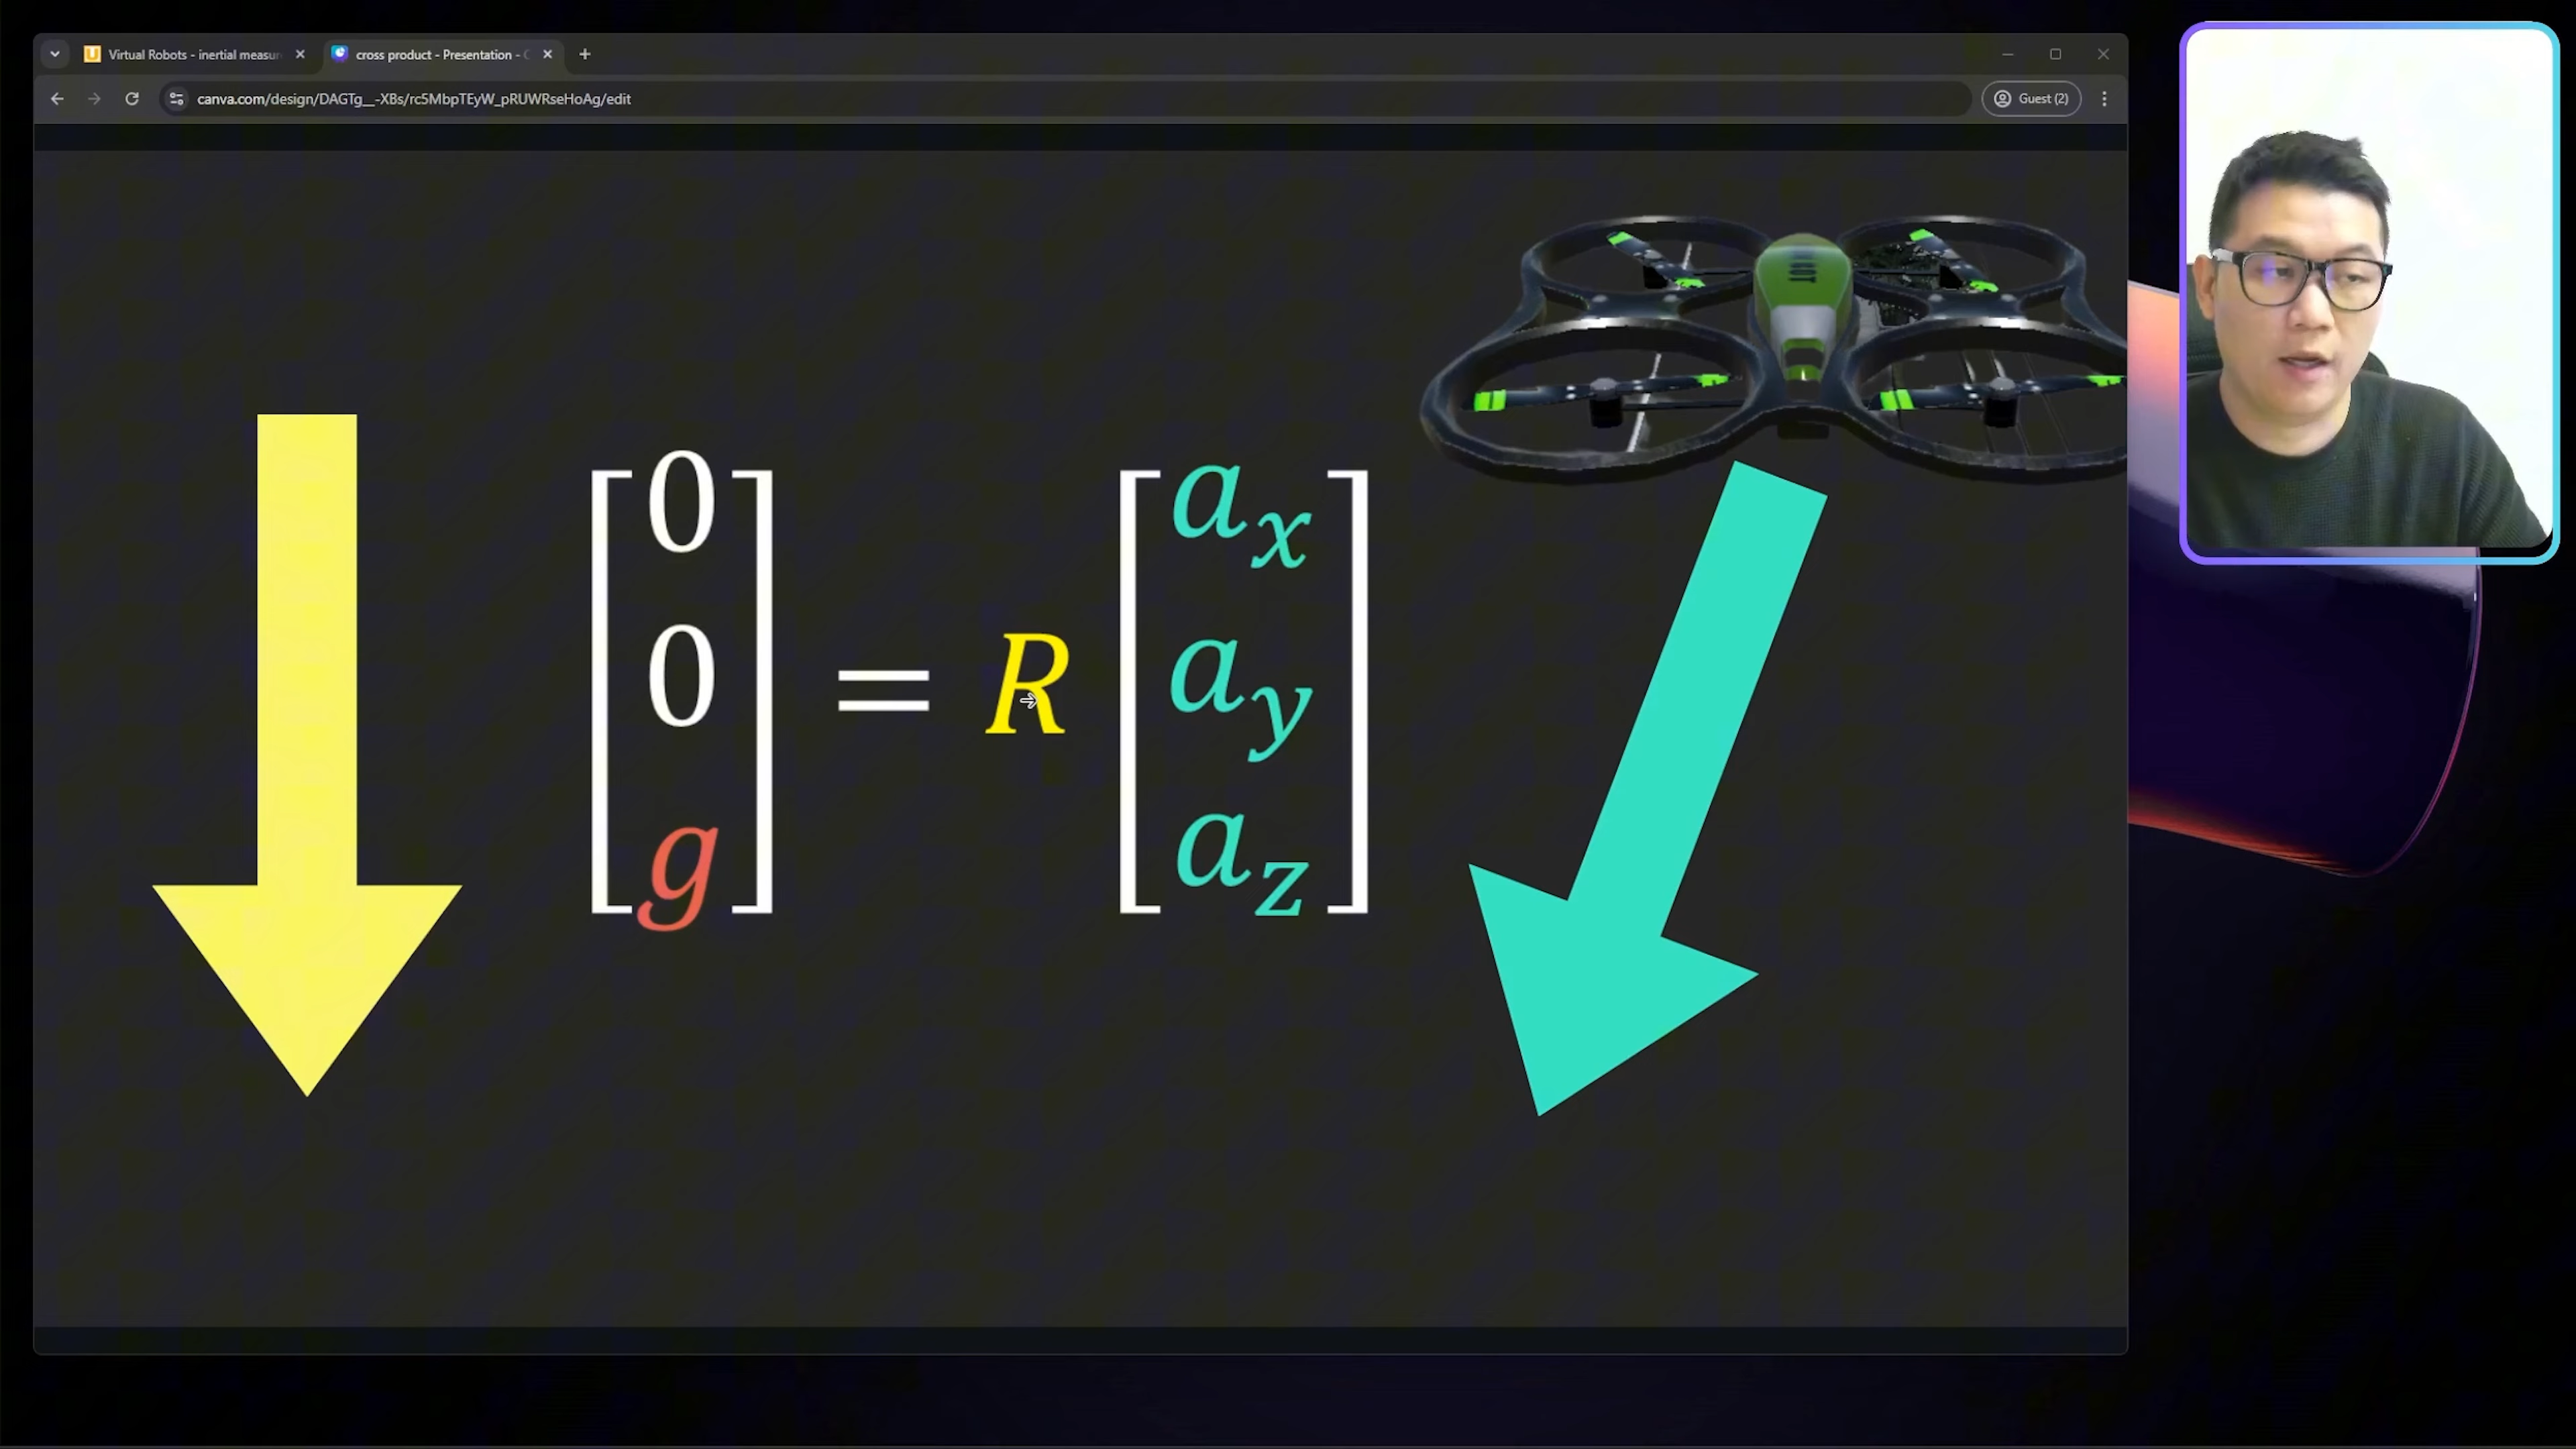 Virtual Robots - inertial measur
cross product - Presentation - C
canva.com/design/DAGTg__-XBs/rc5MbpTEyW_pRUWRseHoAg/edit
Guest (2)
0
0
g
=
R
a_x
a_y
a_z